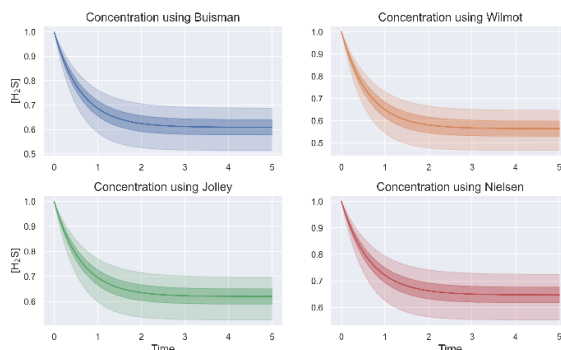 Concentration using Buisman
Concentration using Wilmot
1.0
0.9
0.8
0.7
0.6
0.5
[H₂S]
0 1 2 3 4 5
1.0
0.9
0.8
0.7
0.6
0.5
0 1 2 3 4 5
Concentration using Jolley
Concentration using Nielsen
1.0
0.9
0.8
0.7
0.6
[H₂S]
0 1 2 3 4 5
Time
1.0
0.9
0.8
0.7
0.6
0 1 2 3 4 5
Time